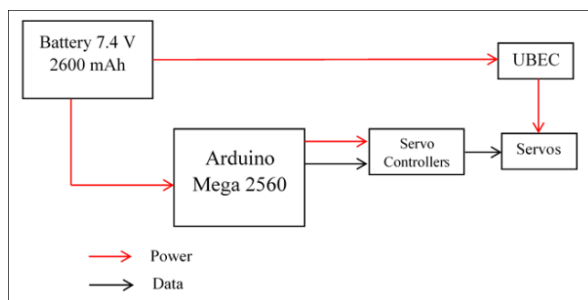 Battery 7.4 V
2600 mAh
UBEC
Arduino
Mega 2560
Servo
Controllers
Servos
Power
Data